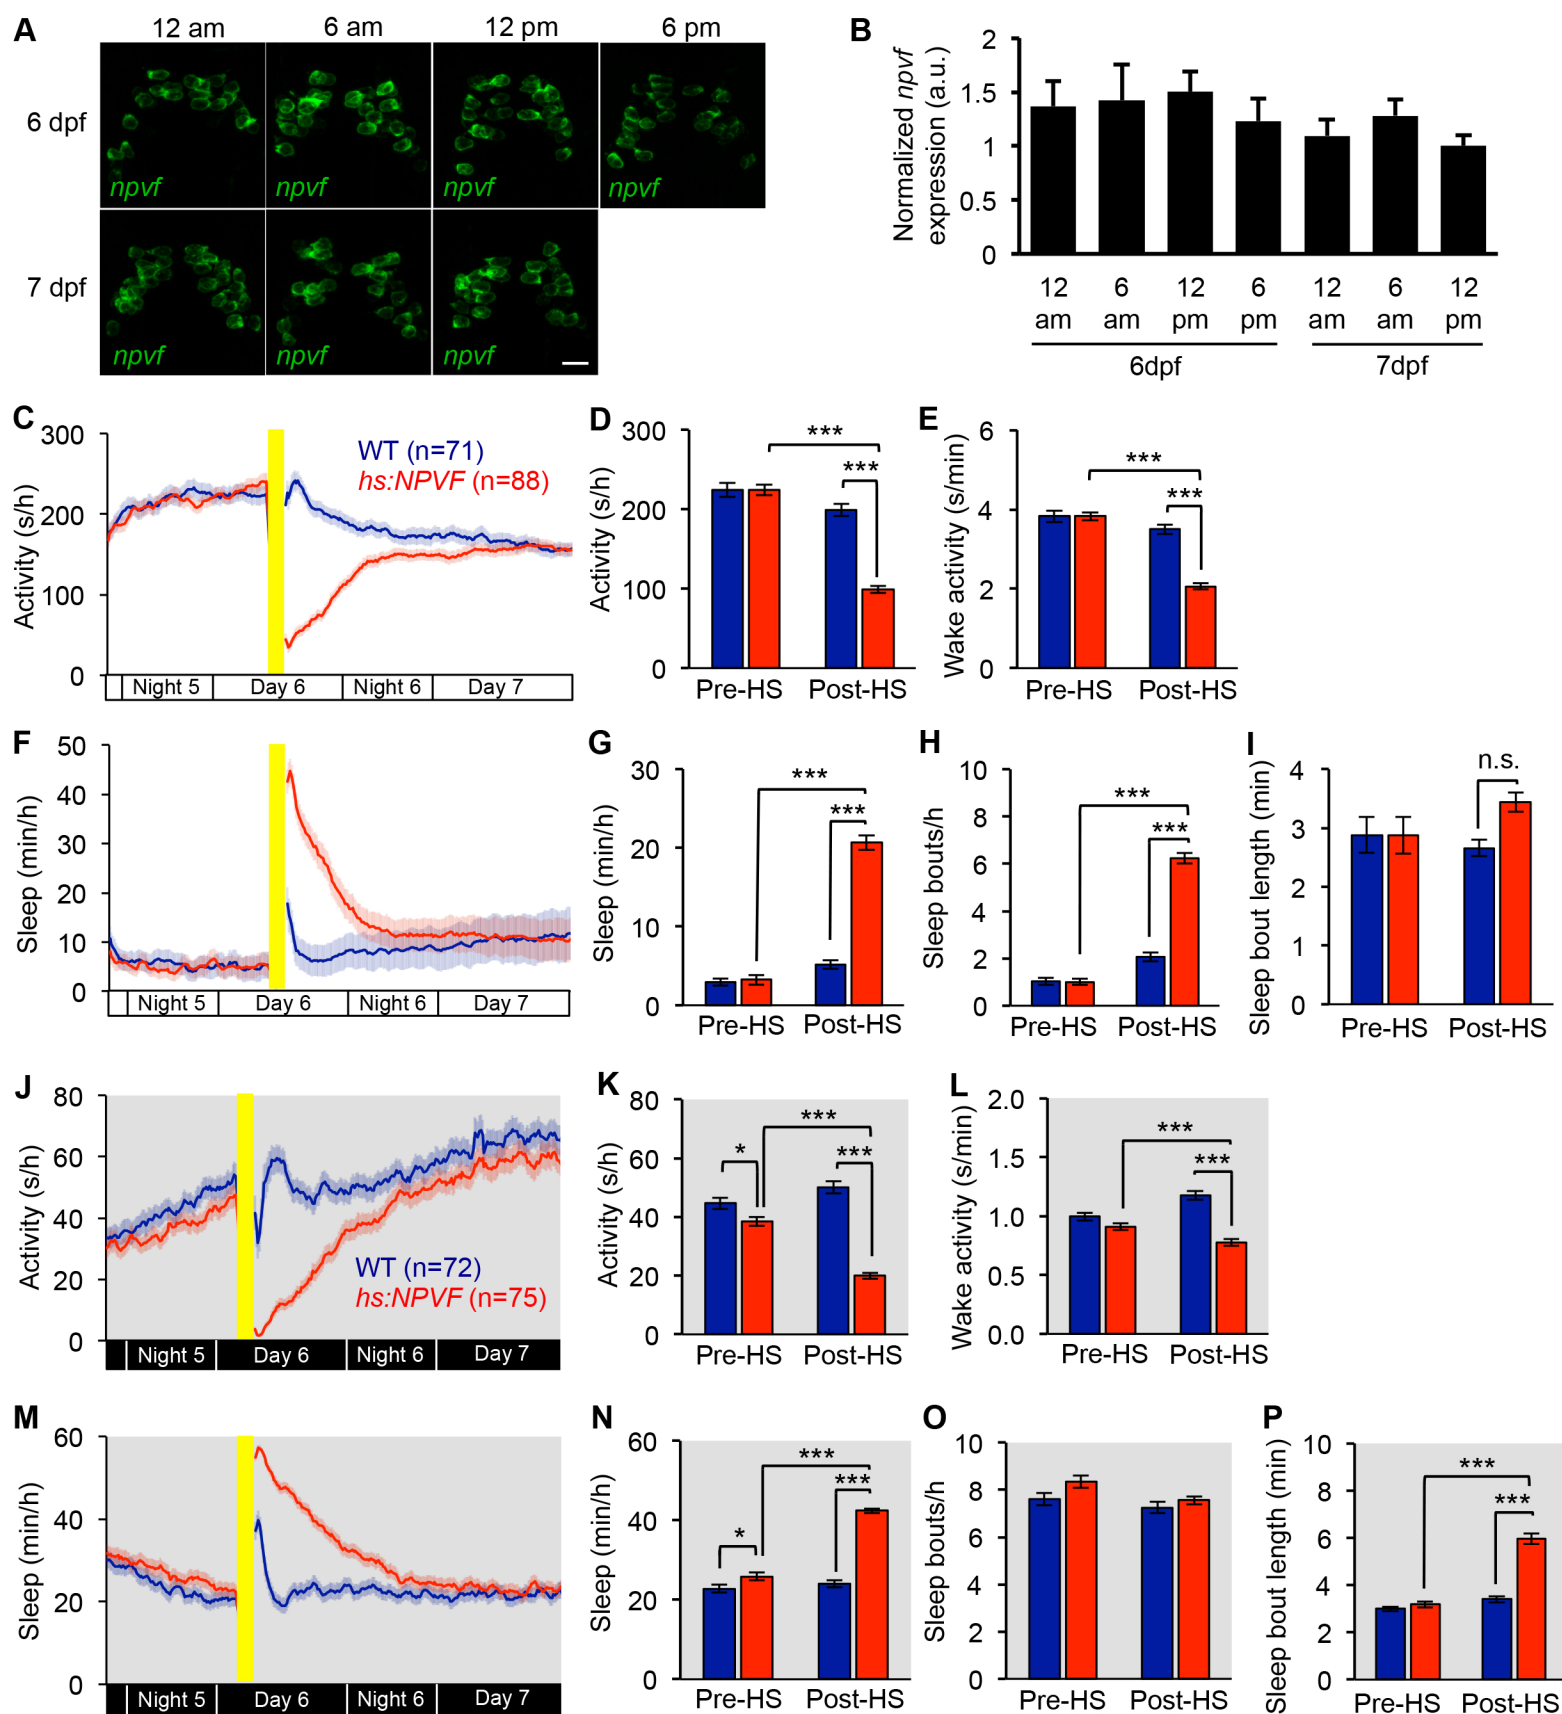 A
12 am
6 am
12 pm
6 pm
6 dpf
npvf
npvf
npvf
npvf
7 dpf
npvf
npvf
npvf
B
Normalized npvf
expression (a.u.)
2
1.5
1
0.5
0
12 am
6 am
12 pm
6 pm
12 am
6 am
12 pm
6dpf
7dpf
C
Activity (s/h)
300
200
100
0
WT (n=71)
hs:NPVF (n=88)
Night 5
Day 6
Night 6
Day 7
D
Activity (s/h)
300
200
100
0
***
***
Pre-HS
Post-HS
E
Wake activity (s/min)
6
4
2
0
***
***
Pre-HS
Post-HS
F
Sleep (min/h)
50
40
30
20
10
0
Night 5
Day 6
Night 6
Day 7
G
Sleep (min/h)
30
20
10
0
***
***
Pre-HS
Post-HS
H
Sleep bouts/h
10
8
6
4
2
0
***
***
Pre-HS
Post-HS
I
Sleep bout length (min)
4
3
2
1
0
n.s.
Pre-HS
Post-HS
J
Activity (s/h)
80
60
40
20
0
WT (n=72)
hs:NPVF (n=75)
Night 5
Day 6
Night 6
Day 7
K
Activity (s/h)
80
60
40
20
0
*
***
***
Pre-HS
Post-HS
L
Wake activity (s/min)
2.0
1.5
1.0
0.5
0.0
***
***
Pre-HS
Post-HS
M
Sleep (min/h)
60
40
20
0
Night 5
Day 6
Night 6
Day 7
N
Sleep (min/h)
60
40
20
0
*
***
***
Pre-HS
Post-HS
O
Sleep bouts/h
10
8
6
4
2
0
Pre-HS
Post-HS
P
Sleep bout length (min)
10
8
6
4
2
0
***
***
Pre-HS
Post-HS